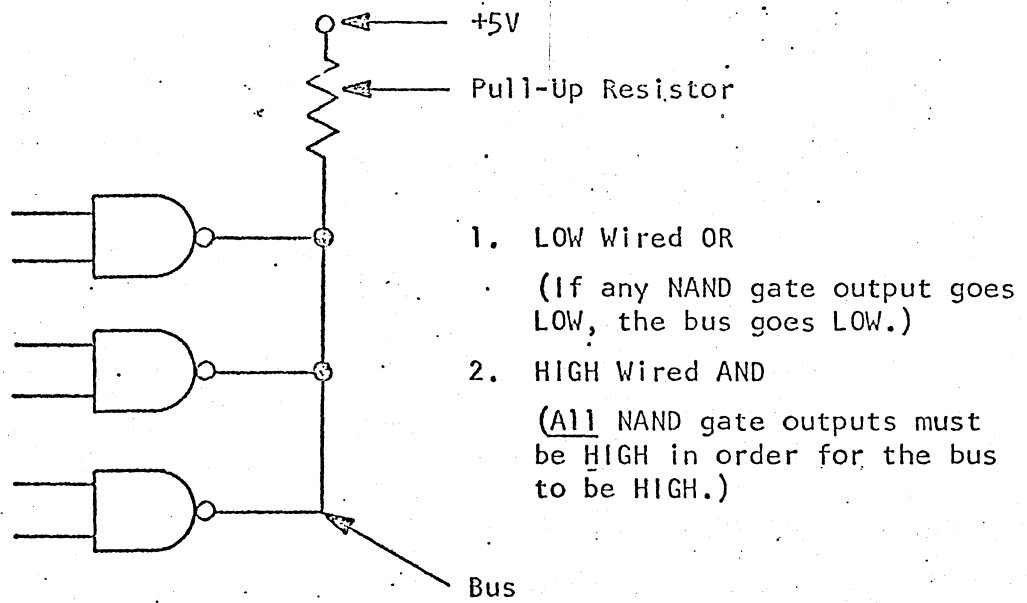 +5V
Pull-Up Resistor
1. LOW Wired OR
(If any NAND gate output goes
LOW, the bus goes LOW.)
2. HIGH Wired AND
(All NAND gate outputs must
be HIGH in order for the bus
to be HIGH.)
Bus